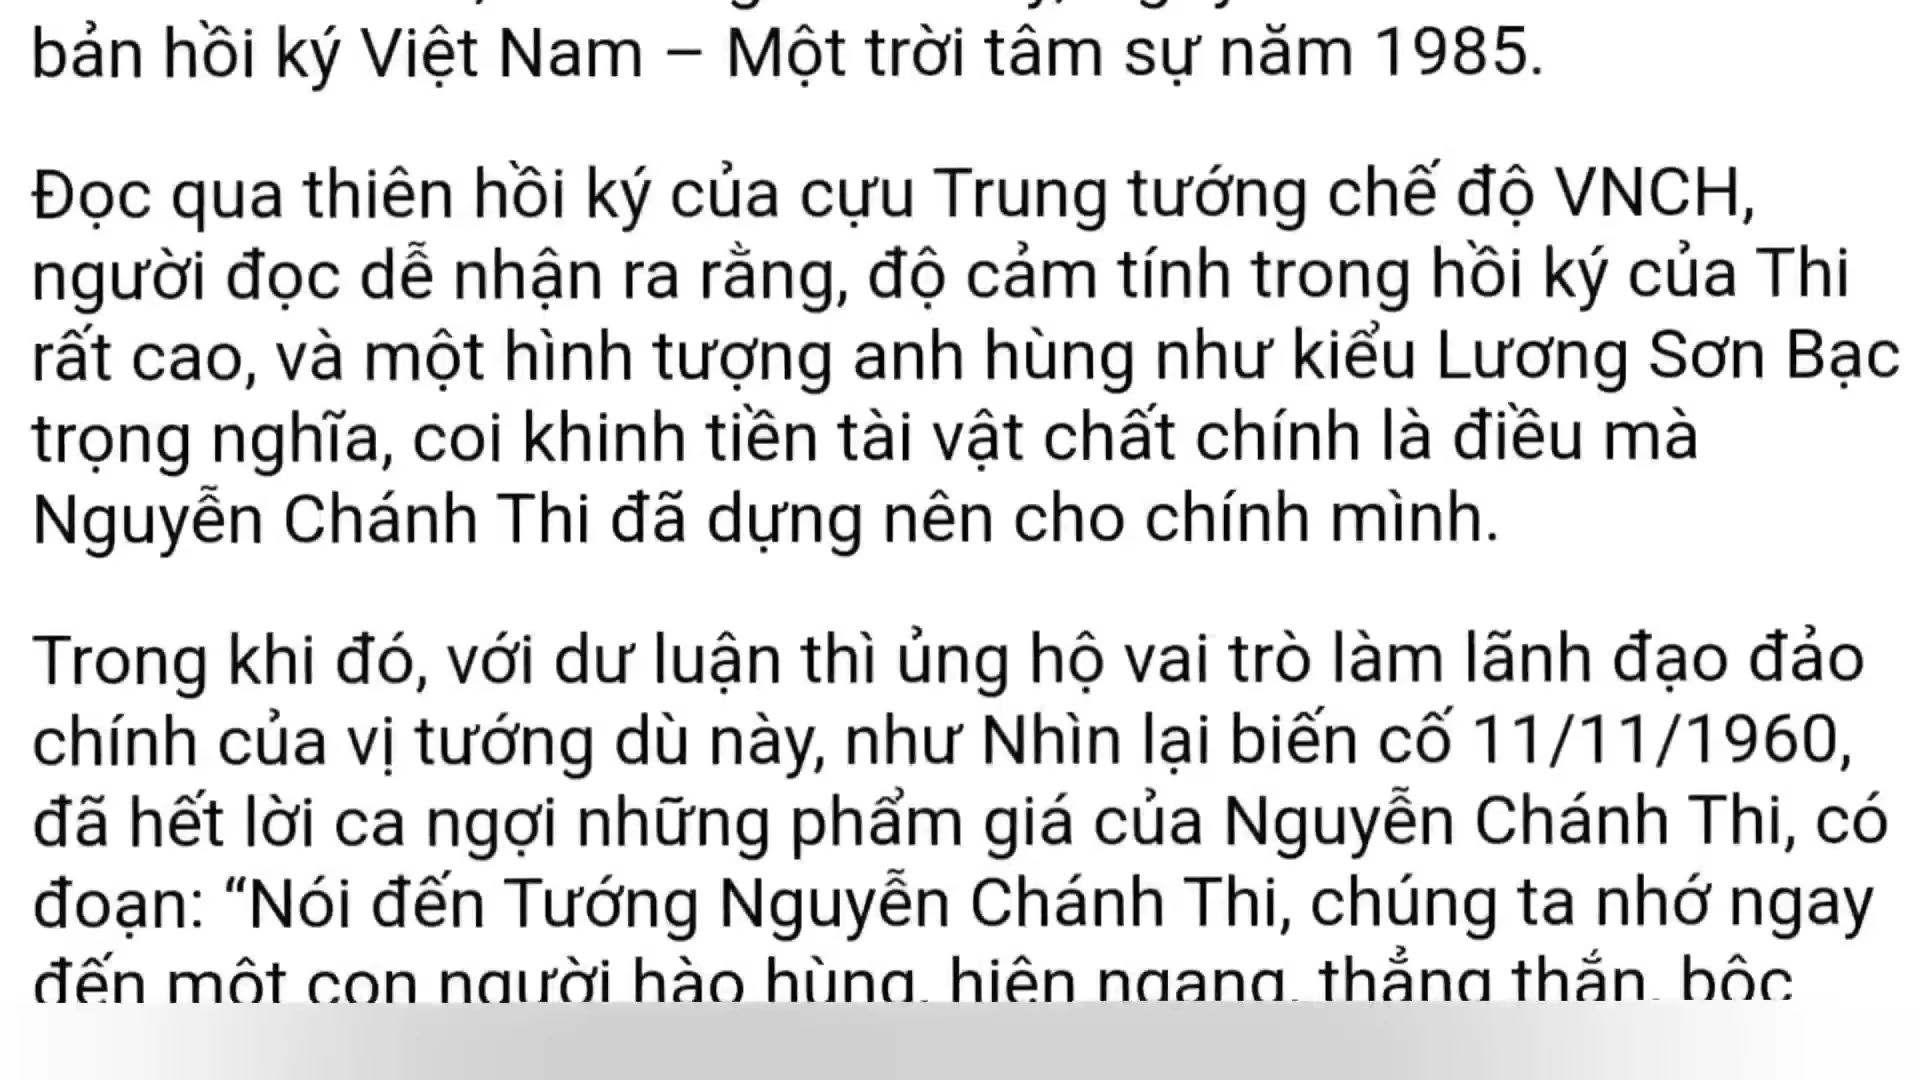 bản hồi ký Việt Nam – Một trời tâm sự năm 1985.
Đọc qua thiên hồi ký của cựu Trung tướng chế độ VNCH,
người đọc dễ nhận ra rằng, độ cảm tính trong hồi ký của Thi
rất cao, và một hình tượng anh hùng như kiểu Lương Sơn Bạc
trọng nghĩa, coi khinh tiền tài vật chất chính là điều mà
Nguyễn Chánh Thi đã dựng nên cho chính mình.
Trong khi đó, với dư luận thì ủng hộ vai trò làm lãnh đạo đảo
chính của vị tướng dù này, như Nhìn lại biến cố 11/11/1960,
đã hết lời ca ngợi những phẩm giá của Nguyễn Chánh Thi, có
đoạn: “Nói đến Tướng Nguyễn Chánh Thi, chúng ta nhớ ngay
đến một con người hào hùng, hiên ngang, thẳng thắn, bộc